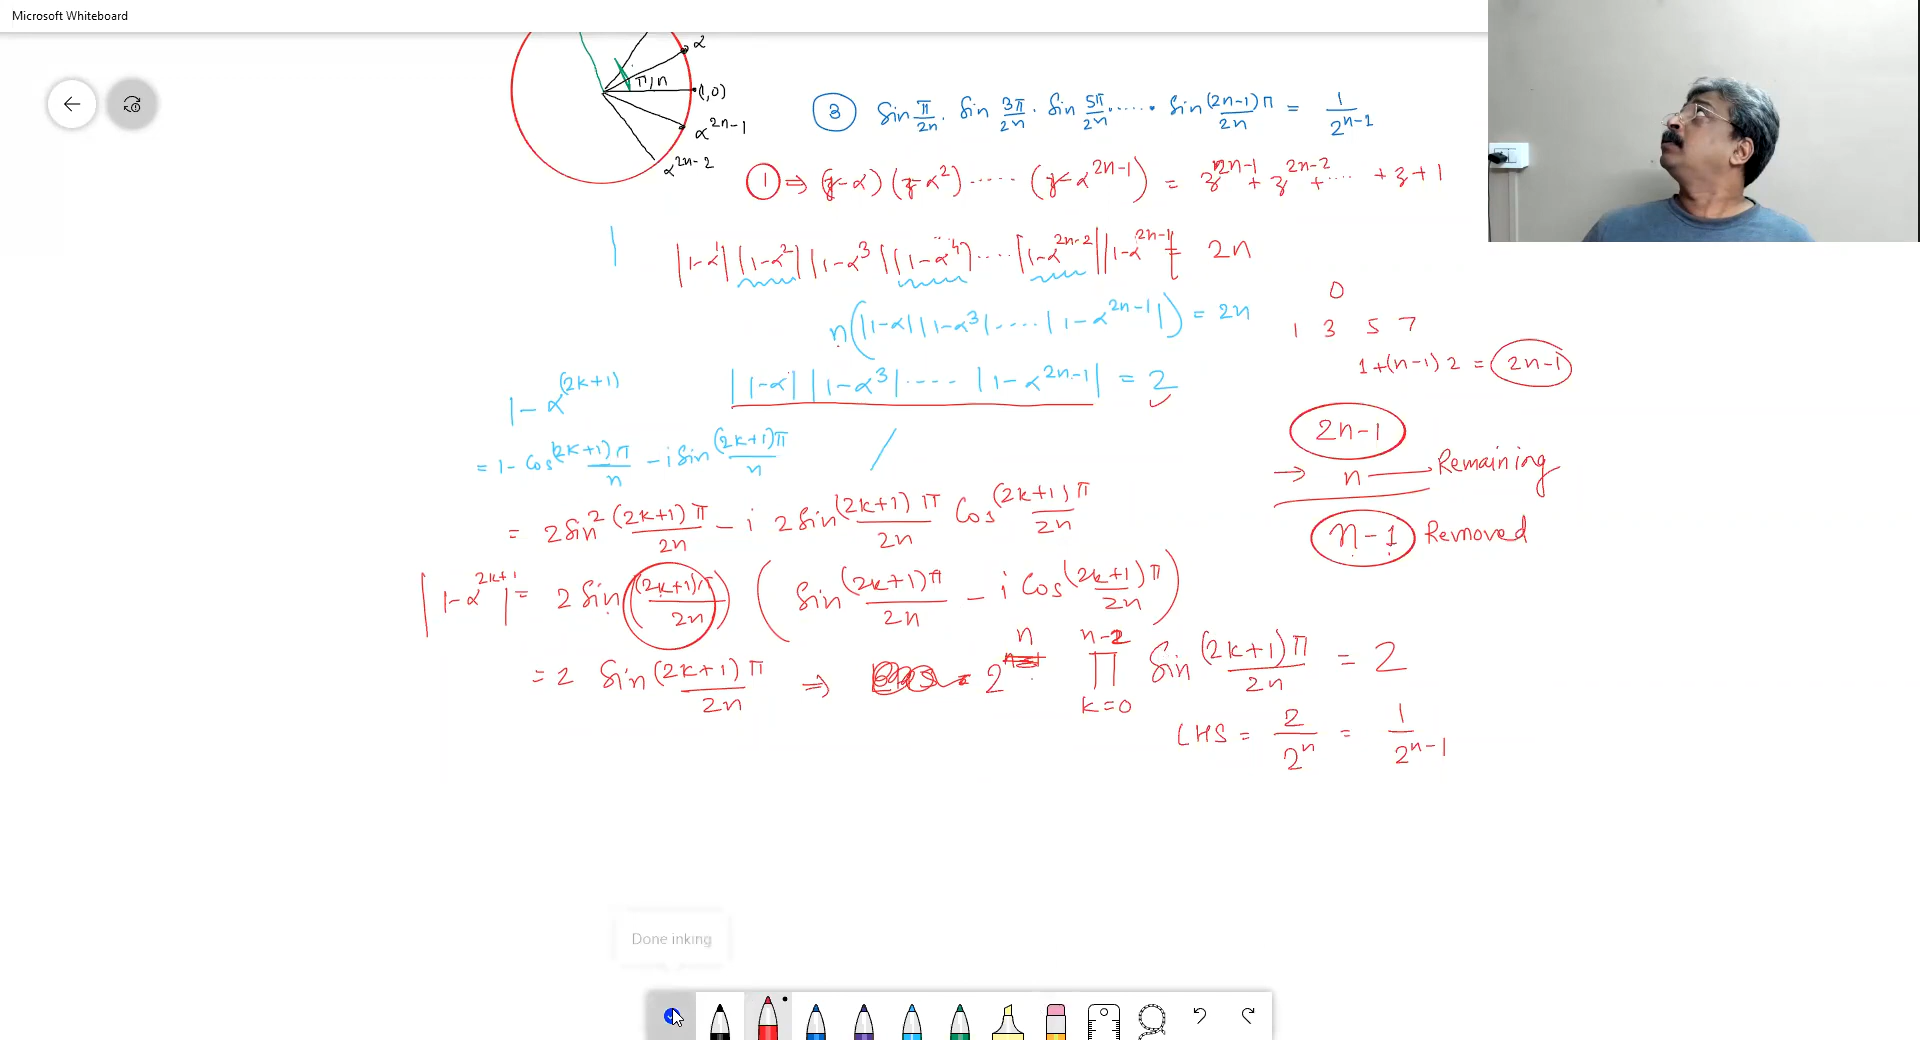 Microsoft Whiteboard
α
π/n
(1,0)
α^{2n-1}
α^{2n-2}
③ Sin π/2n . Sin 3π/2n . Sin 5π/2n ...... Sin (2n-1)π/2n = 1/2^{n-1}
① ⇒ (z-α) (z-α²) ..... (z-α^{2n-1}) = z^{2n-1} + z^{2n-2} + ... + z + 1
|1-α¹| |1-α²| |1-α³| |1-α⁴| .... |1-α^{2n-2}| |1-α^{2n-1}| = 2n
n(|1-α| |1-α³| ..... |1-α^{2n-1}|) = 2n
|1-α| |1-α³| .... |1-α^{2n-1}| = 2
0
1 3 5 7
1+(n-1)2 = 2n-1
2n-1
→ n — Remaining
n-1 Removed
1-α^{(2k+1)}
= 1 - Cos (2k+1)π/n - i Sin (2k+1)π/n
= 2 Sin² (2k+1)π/2n - i 2 Sin (2k+1)π/2n Cos (2k+1)π/2n
|1-α^{2k+1}| = 2 Sin ((2k+1)π/2n) (Sin (2k+1)π/2n - i Cos (2k+1)π/2n)
= 2 Sin (2k+1)π/2n ⇒ 2^n ∏_{k=0}^{n-2} Sin (2k+1)π/2n = 2
LHS = 2/2^n = 1/2^{n-1}
Done inking